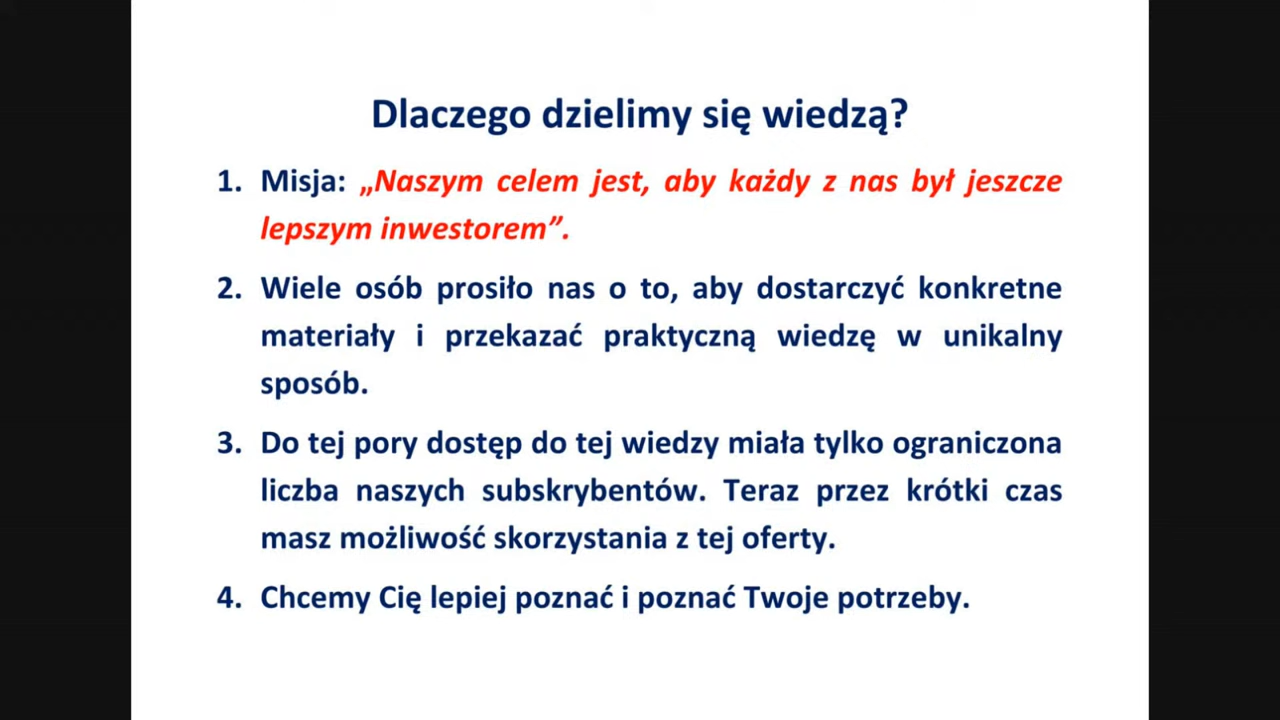 Dlaczego dzielimy się wiedzą?
1. Misja: „Naszym celem jest, aby każdy z nas był jeszcze
lepszym inwestorem”.
2. Wiele osób prosiło nas o to, aby dostarczyć konkretne
materiały i przekazać praktyczną wiedzę w unikalny
sposób.
3. Do tej pory dostęp do tej wiedzy miała tylko ograniczona
liczba naszych subskrybentów. Teraz przez krótki czas
masz możliwość skorzystania z tej oferty.
4. Chcemy Cię lepiej poznać i poznać Twoje potrzeby.